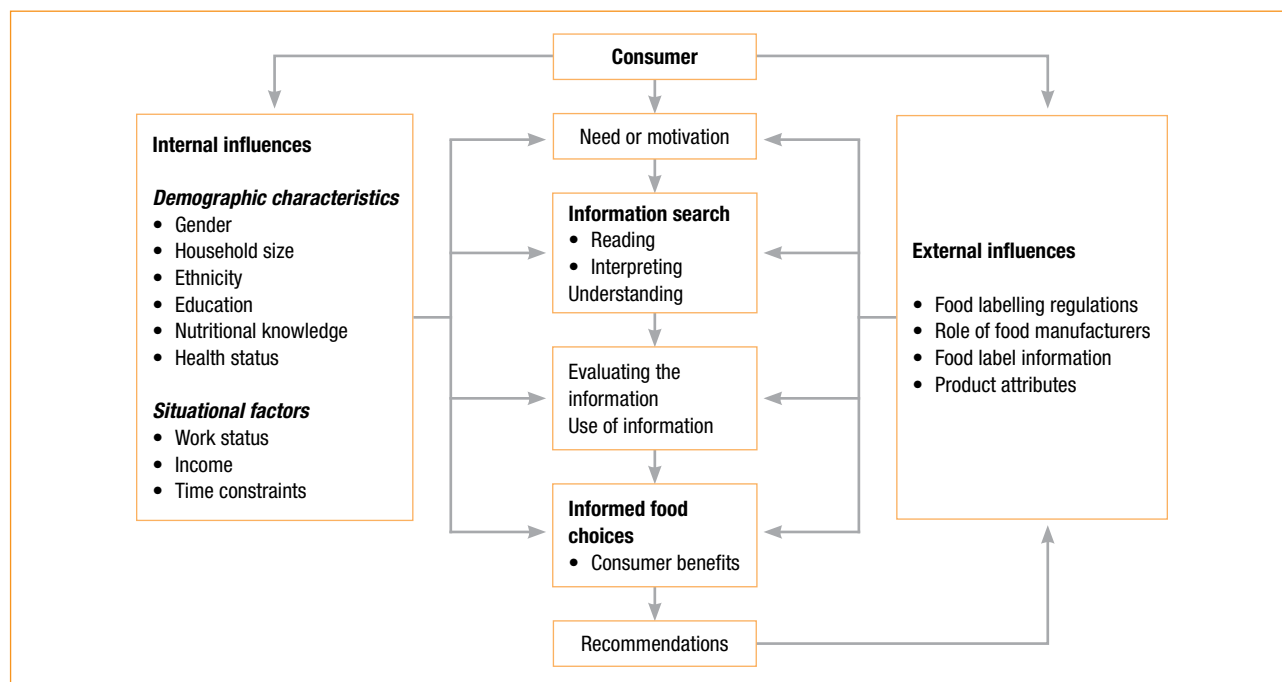 Consumer
Internal influences
Demographic characteristics
• Gender
• Household size
• Ethnicity
• Education
• Nutritional knowledge
• Health status
Situational factors
• Work status
• Income
• Time constraints
Need or motivation
Information search
• Reading
• Interpreting
Understanding
Evaluating the
information
Use of information
Informed food
choices
• Consumer benefits
Recommendations
External influences
• Food labelling regulations
• Role of food manufacturers
• Food label information
• Product attributes